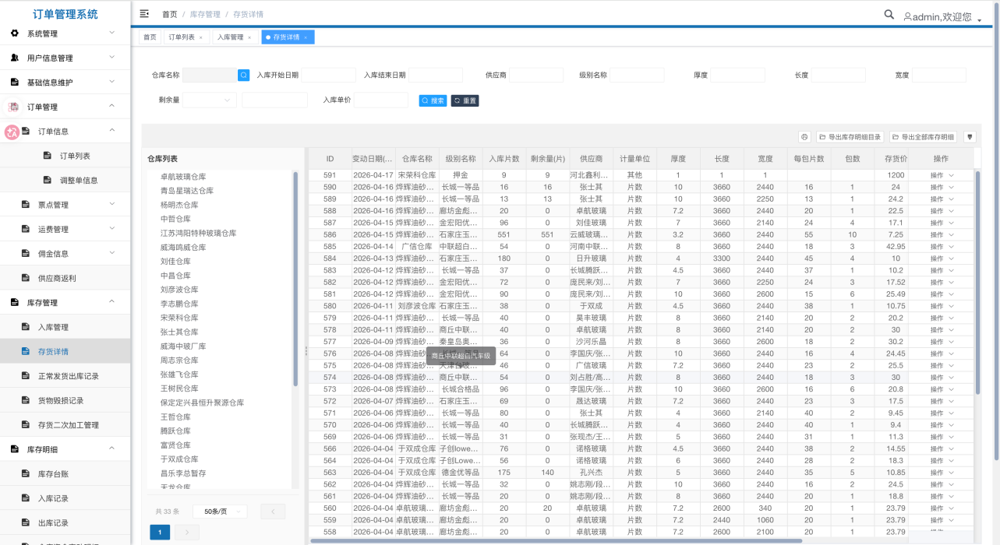 订单管理系统
首页 / 库存管理 / 存货详情
admin,欢迎您
系统管理
用户信息管理
基础信息维护
订单管理
订单信息
订单列表
调整单信息
票点管理
运费管理
佣金信息
供应商返利
库存管理
入库管理
存货详情
正常发货出库记录
货物毁损记录
存货二次加工管理
库存明细
库存台账
入库记录
出库记录
首页 订单列表 × 入库管理 × 存货详情 ×
仓库名称 入库开始日期 入库结束日期 供应商 级别名称 厚度 长度 宽度
剩余量 入库单价 搜索 重置
导出库存明细目录 导出全部库存明细
仓库列表
卓航玻璃仓库
青岛星瑞达仓库
杨明杰仓库
中哲仓库
江苏鸿阳特种玻璃仓库
威海鸣威仓库
刘佳仓库
中昌仓库
刘彦波仓库
李志鹏仓库
宋荣科仓库
张士其仓库
威海中玻厂库
周志宗仓库
张雄飞仓库
王树民仓库
保定定兴县恒升聚源仓库
王哲仓库
腾跃仓库
富贤仓库
于双成仓库
昌乐李总暂存
天龙仓库
共 33 条 50条/页
1
ID 变动日期(... 仓库名称 级别名称 入库片数 剩余量(片) 供应商 计量单位 厚度 长度 宽度 每包片数 包数 存货价 操作
591 2026-04-17 宋荣科仓库 押金 9 9 河北鑫利... 其他 1 1 1 1200 操作
590 2026-04-16 烨辉油砂... 长城一等品 16 16 张士其 片数 10 3660 2440 16 1 24 操作
589 2026-04-16 烨辉油砂... 长城一等品 13 13 张士其 片数 10 3660 2250 13 1 24.2 操作
588 2026-04-16 烨辉油砂... 廊坊金彪... 20 0 卓航玻璃 片数 7.2 3660 2440 20 1 22.5 操作
587 2026-04-15 烨辉油砂... 金宏阳优... 96 0 刘佳玻璃 片数 7 3660 2140 24 4 17.1 操作
586 2026-04-15 烨辉油砂... 石家庄玉... 551 551 云威玻璃... 片数 3.2 3660 2440 55 10 7.25 操作
585 2026-04-14 广信仓库 中联超白... 54 0 河南中联... 片数 8 3660 2440 18 3 42.95 操作
584 2026-04-13 烨辉油砂... 石家庄玉... 180 0 日升玻璃 片数 4 3300 2440 45 4 10 操作
583 2026-04-12 烨辉油砂... 长城一等品 37 0 长城腾跃... 片数 4.5 3660 2440 37 1 10.2 操作
582 2026-04-12 烨辉油砂... 金宏阳优... 72 0 庞民来/刘... 片数 7 3660 2250 24 3 17.52 操作
581 2026-04-12 烨辉油砂... 金宏阳优... 90 0 庞民来/刘... 片数 10 3660 2600 15 6 25.49 操作
580 2026-04-11 刘彦波仓库 石家庄玉... 38 0 于双成 片数 4.5 3660 2440 38 1 10.75 操作
579 2026-04-11 烨辉油砂... 长城一等品 40 0 昊丰玻璃 片数 8 3660 2140 20 2 20.2 操作
578 2026-04-11 烨辉油砂... 商丘中联... 40 0 卓航玻璃 片数 8 3660 2140 20 2 30 操作
577 2026-04-09 烨辉油砂... 秦皇岛奥... 36 0 沙河乐晶 片数 8 3660 2600 18 2 30.2 操作
576 2026-04-08 烨辉油砂... 长城一等品 64 0 李国庆/张... 片数 10 3660 2440 16 4 24.45 操作
商丘中联超白汽车级
575 2026-04-08 烨辉油砂... 天津台玻... 46 0 广信玻璃 片数 7.2 3660 2440 23 2 25.5 操作
574 2026-04-08 烨辉油砂... 商丘中联... 54 0 刘占胜/高... 片数 8 3660 2440 18 3 30 操作
573 2026-04-08 烨辉油砂... 长城合格品 96 0 李国庆/张... 片数 10 3660 2600 16 6 20.8 操作
572 2026-04-07 烨辉油砂... 石家庄玉... 69 0 晟达玻璃 片数 7.2 3660 2440 23 3 17.5 操作
571 2026-04-06 烨辉油砂... 长城一等品 80 0 张士其 片数 4 3660 2140 40 2 9.45 操作
570 2026-04-06 烨辉油砂... 长城一等品 40 0 长城腾跃... 片数 4 3660 2440 40 1 9.4 操作
569 2026-04-06 烨辉油砂... 长城一等品 31 0 张现杰/王... 片数 5 3660 2440 31 1 11.3 操作
566 2026-04-04 于双成仓库 子创lowe... 76 0 诺格玻璃 片数 4.5 3660 2440 38 2 14.55 操作
564 2026-04-04 于双成仓库 子创Lowe... 56 0 诺格玻璃 片数 6 3660 2440 28 2 18.3 操作
563 2026-04-04 于双成仓库 德金优等品 175 140 孔兴杰 片数 5 3660 2440 35 5 10.85 操作
562 2026-04-04 烨辉油砂... 长城一等品 32 0 姚志刚/段... 片数 10 3660 2440 16 2 24.5 操作
561 2026-04-04 烨辉油砂... 长城一等品 20 0 姚志刚/段... 片数 8 3660 2440 20 1 18.8 操作
560 2026-04-04 卓航玻璃... 廊坊金彪... 20 20 卓航玻璃 片数 7.2 2600 340 20 1 23.79 操作
559 2026-04-04 卓航玻璃... 廊坊金彪... 20 0 卓航玻璃 片数 7.2 2440 1060 20 1 23.79 操作
558 2026-04-04 卓航玻璃... 廊坊金彪... 20 0 卓航玻璃 片数 7.2 2600 2100 20 1 23.79